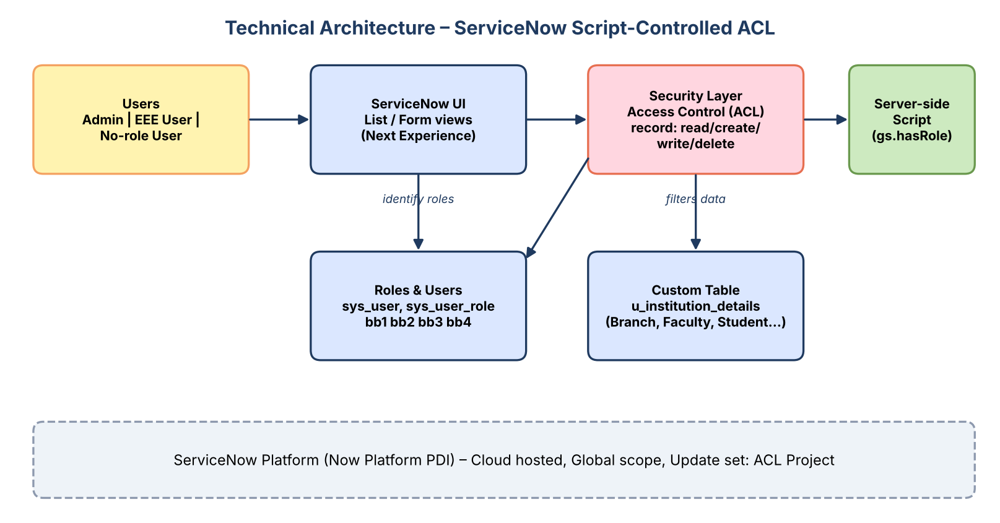 Technical Architecture – ServiceNow Script-Controlled ACL
Users
Admin | EEE User |
No-role User
ServiceNow UI
List / Form views
(Next Experience)
Security Layer
Access Control (ACL)
record: read/create/
write/delete
Server-side
Script
(gs.hasRole)
identify roles
filters data
Roles & Users
sys_user, sys_user_role
bb1 bb2 bb3 bb4
Custom Table
u_institution_details
(Branch, Faculty, Student...)
ServiceNow Platform (Now Platform PDI) – Cloud hosted, Global scope, Update set: ACL Project